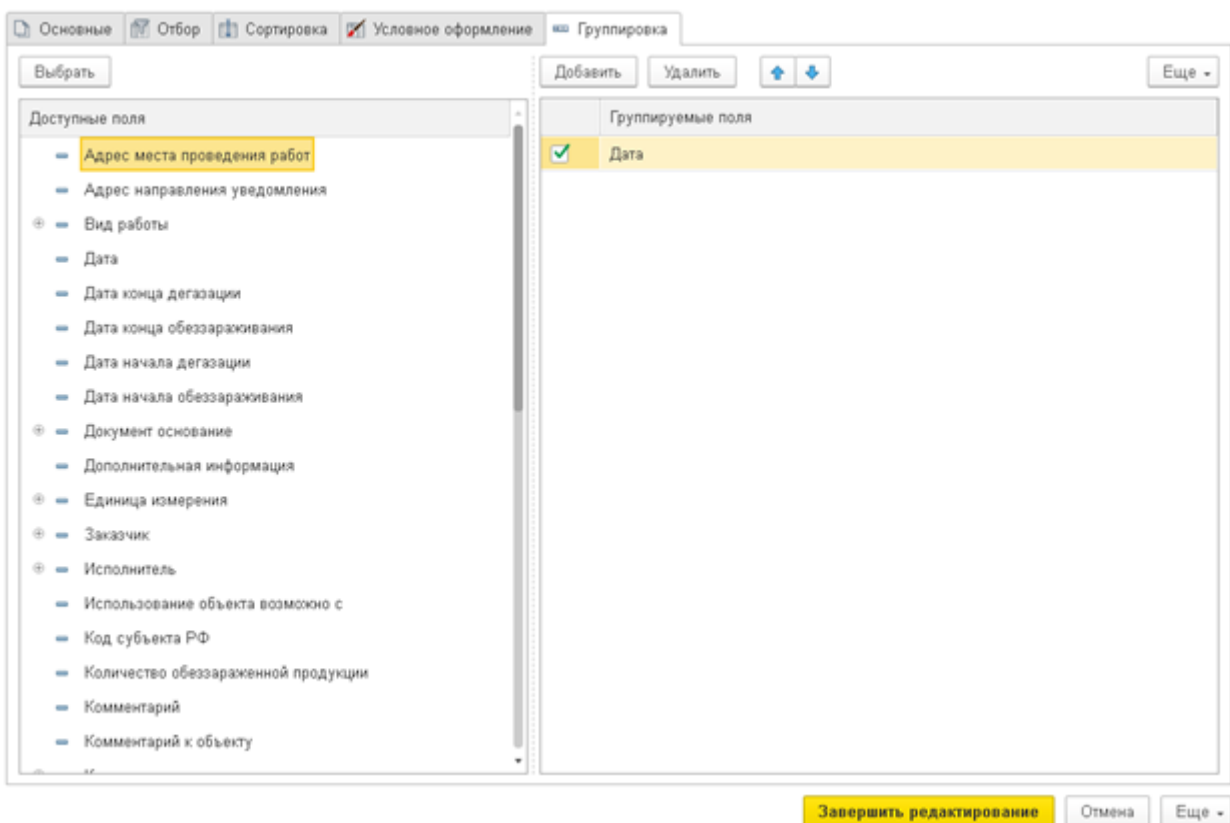 Основные Отбор Сортировка Условное оформление Группировка
Выбрать
Добавить Удалить Еще
Доступные поля
Адрес места проведения работ
Адрес направления уведомления
Вид работы
Дата
Дата конца дегазации
Дата конца обеззараживания
Дата начала дегазации
Дата начала обеззараживания
Документ основание
Дополнительная информация
Единица измерения
Заказчик
Исполнитель
Использование объекта возможно с
Код субъекта РФ
Количество обеззараженной продукции
Комментарий
Комментарий к объекту
Группируемые поля
Дата
Завершить редактирование Отмена Еще